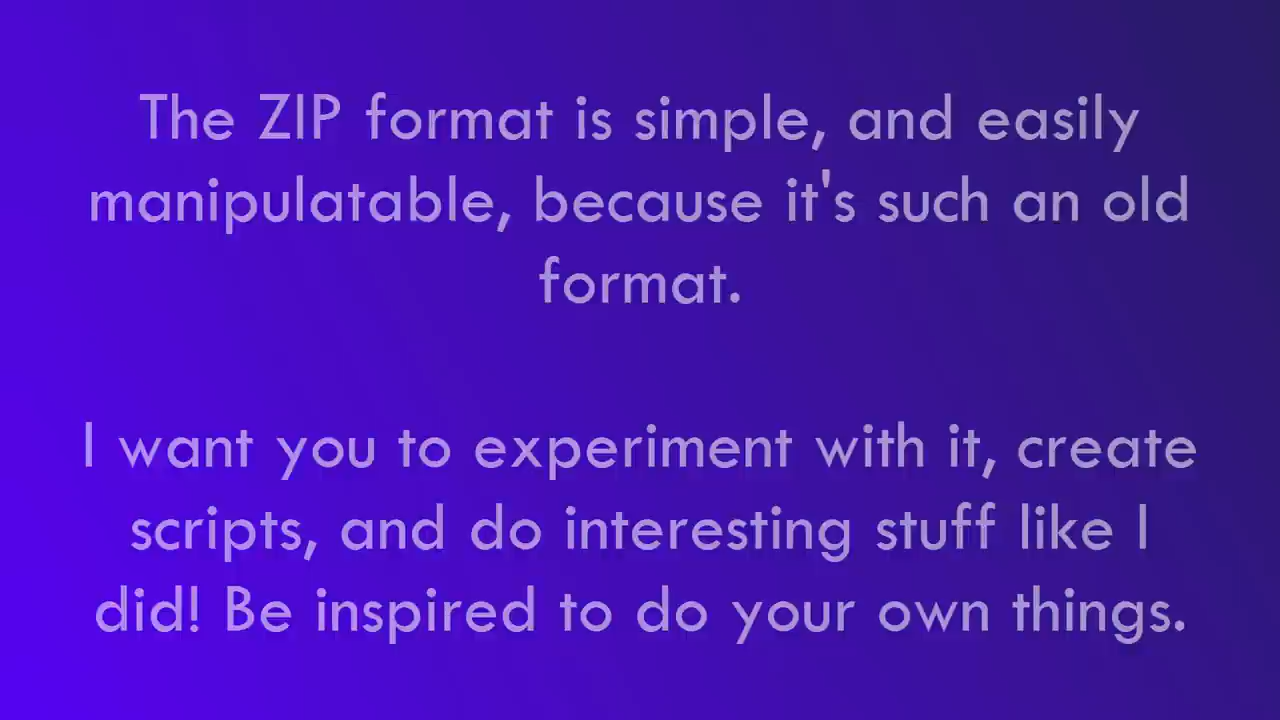 The ZIP format is simple, and easily
manipulatable, because it's such an old
format.
I want you to experiment with it, create
scripts, and do interesting stuff like I
did! Be inspired to do your own things.